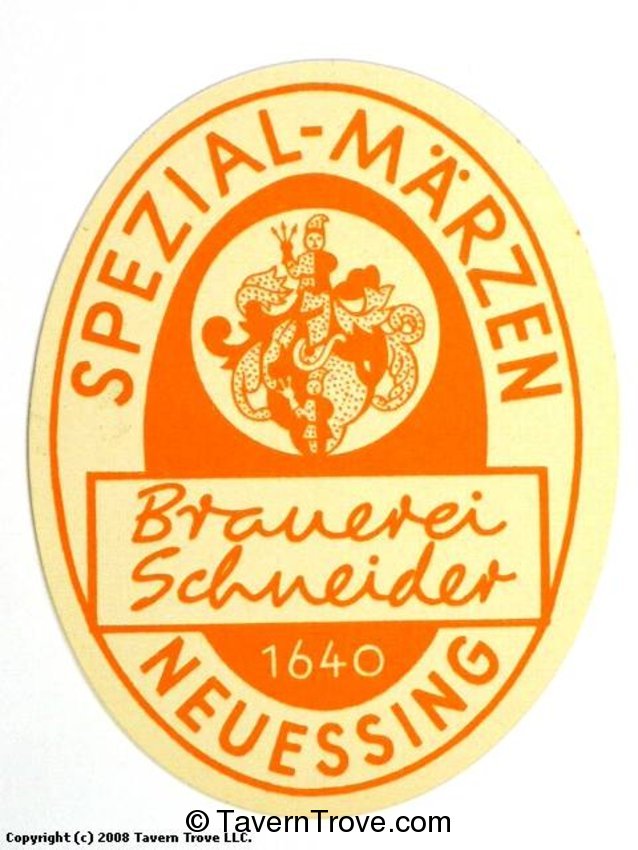 SPEZIAL-MÄRZEN
Brauerei
Schneider
1640
NEUESSING
© TavernTrove.com
Copyright (c) 2008 Tavern Trove LLC.